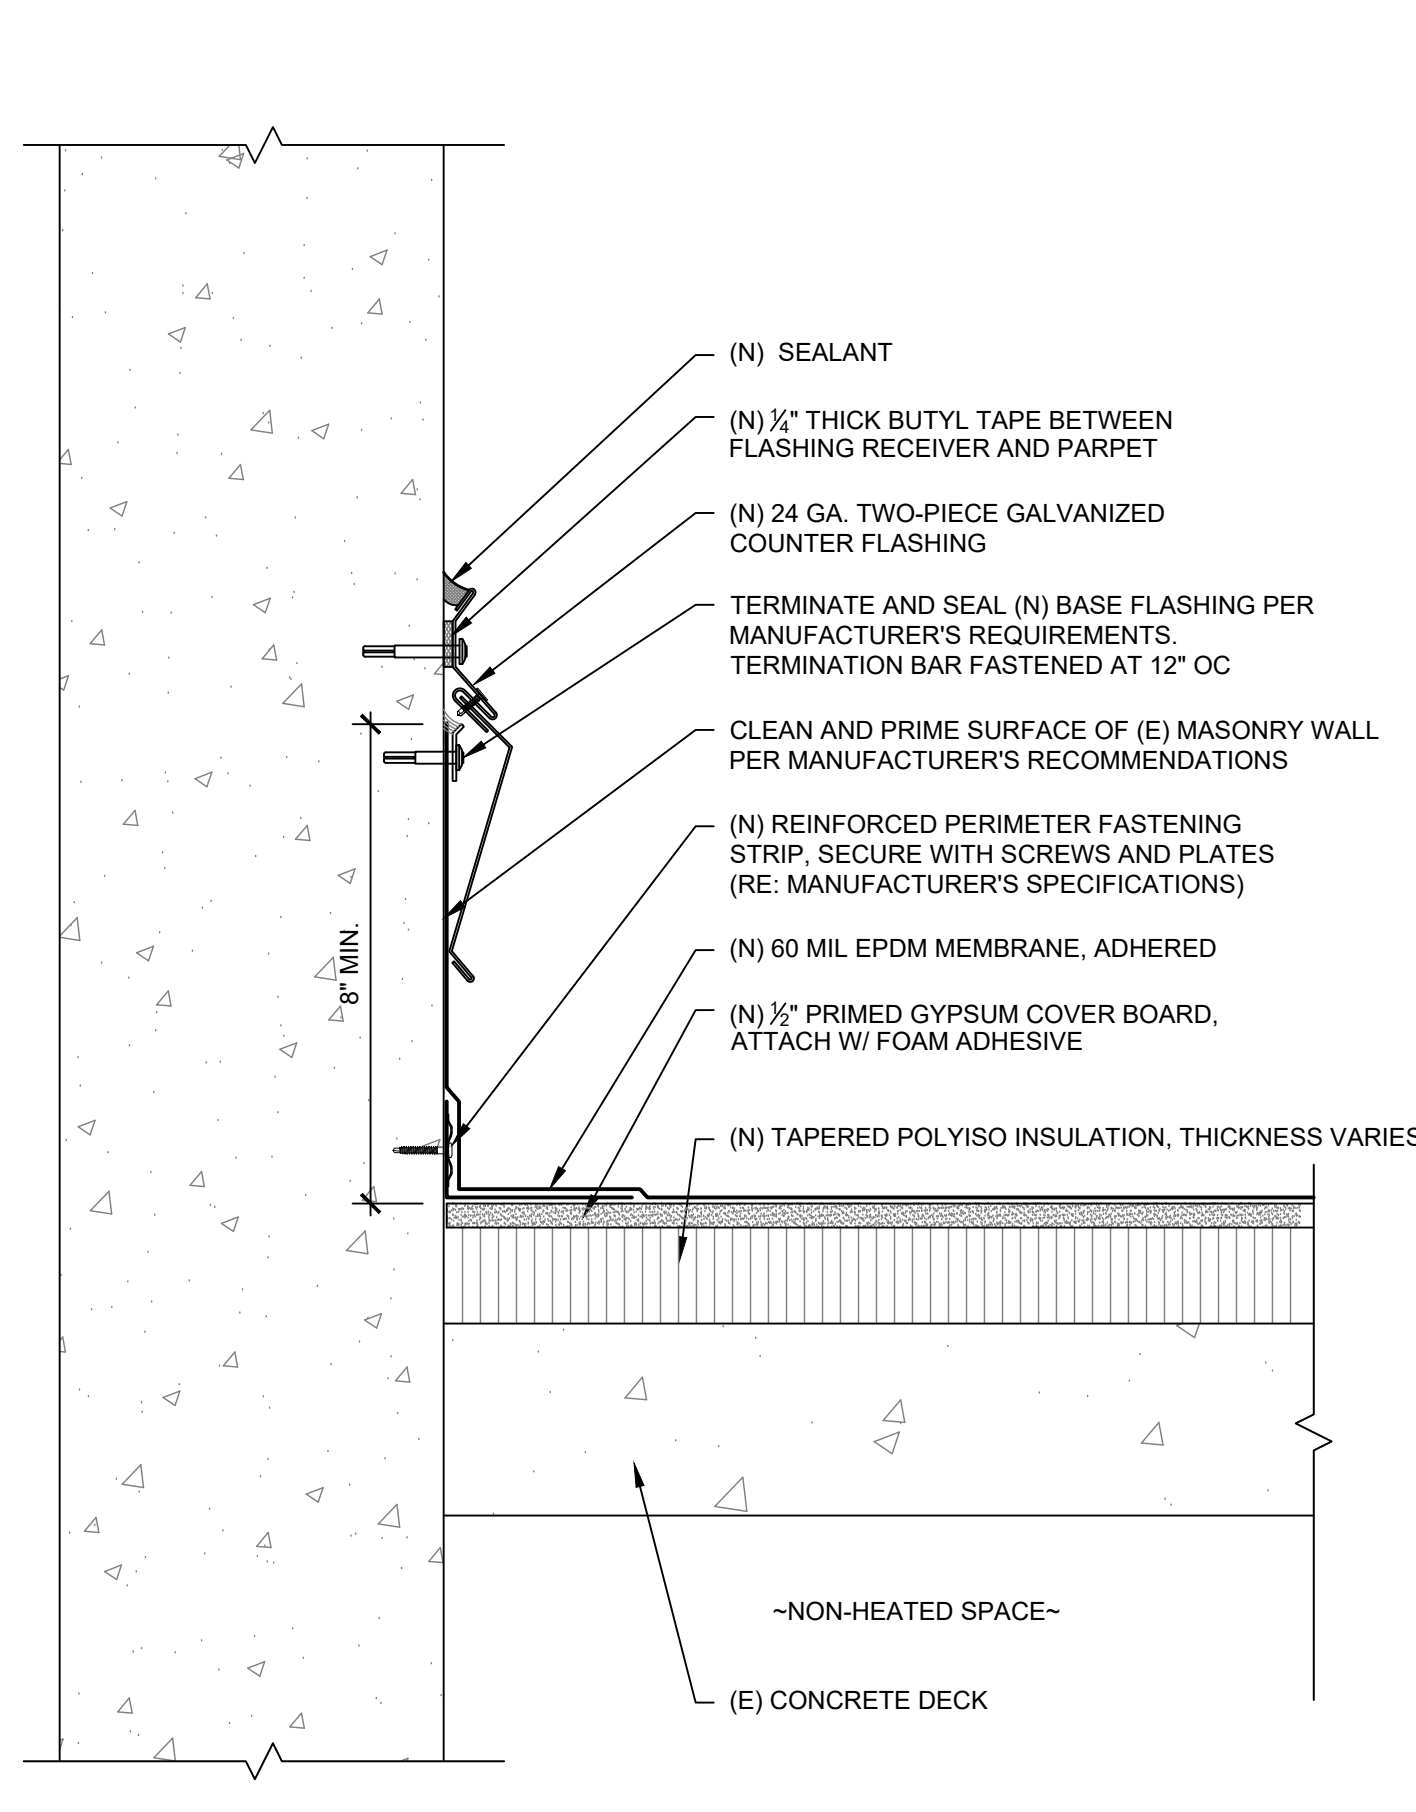 (N)  SEALANT
(N) ¼" THICK BUTYL TAPE BETWEEN
FLASHING RECEIVER AND PARPET
(N) 24 GA. TWO-PIECE GALVANIZED
COUNTER FLASHING
TERMINATE AND SEAL (N) BASE FLASHING PER
MANUFACTURER'S REQUIREMENTS.
TERMINATION BAR FASTENED AT 12" OC
CLEAN AND PRIME SURFACE OF (E) MASONRY WALL
PER MANUFACTURER'S RECOMMENDATIONS
(N) REINFORCED PERIMETER FASTENING
STRIP, SECURE WITH SCREWS AND PLATES
(RE: MANUFACTURER'S SPECIFICATIONS)
8" MIN.
(N) 60 MIL EPDM MEMBRANE, ADHERED
(N) ½" PRIMED GYPSUM COVER BOARD,
ATTACH W/ FOAM ADHESIVE
(N) TAPERED POLYISO INSULATION, THICKNESS VARIES
~NON-HEATED SPACE~
(E) CONCRETE DECK